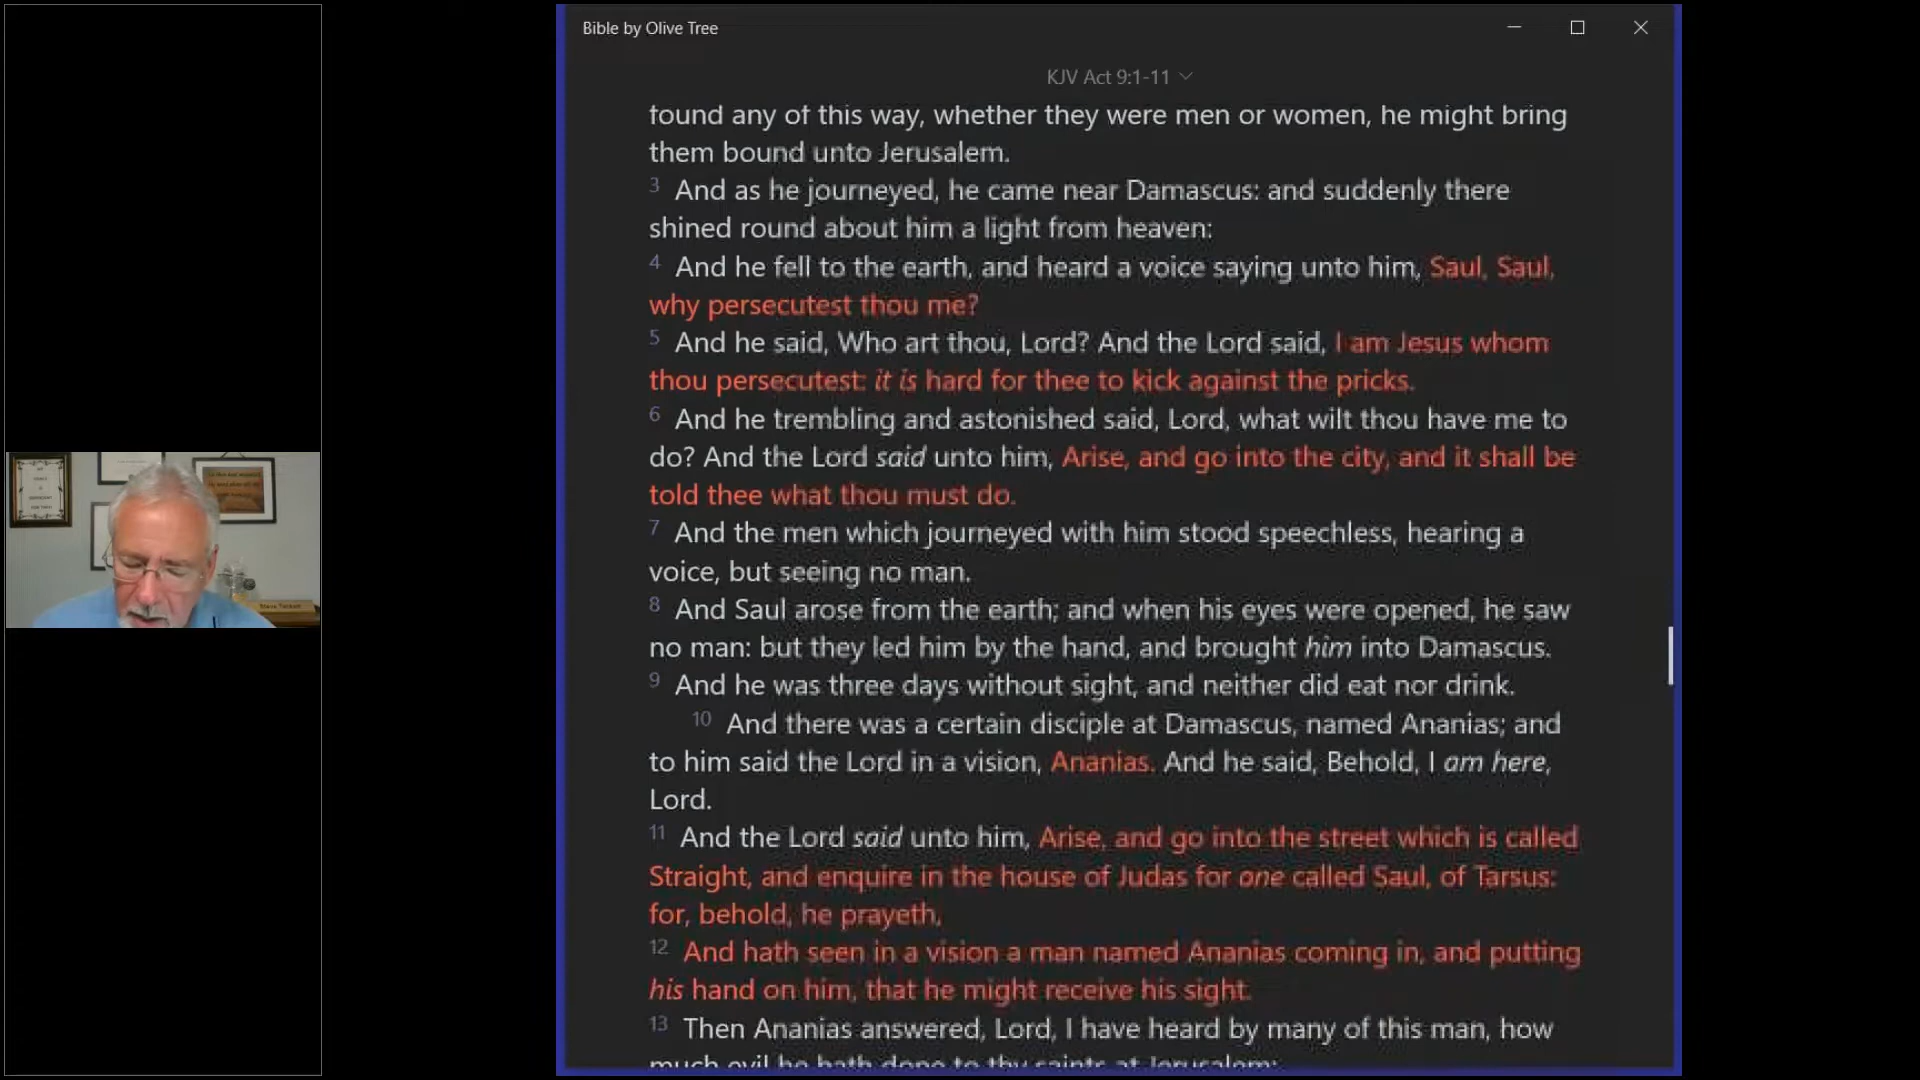 Bible by Olive Tree
KJV Act 9:1-11
found any of this way, whether they were men or women, he might bring
them bound unto Jerusalem.
3 And as he journeyed, he came near Damascus: and suddenly there
shined round about him a light from heaven:
4 And he fell to the earth, and heard a voice saying unto him, Saul, Saul,
why persecutest thou me?
5 And he said, Who art thou, Lord? And the Lord said, I am Jesus whom
thou persecutest: it is hard for thee to kick against the pricks.
6 And he trembling and astonished said, Lord, what wilt thou have me to
do? And the Lord said unto him, Arise, and go into the city, and it shall be
told thee what thou must do.
7 And the men which journeyed with him stood speechless, hearing a
voice, but seeing no man.
8 And Saul arose from the earth; and when his eyes were opened, he saw
no man: but they led him by the hand, and brought him into Damascus.
9 And he was three days without sight, and neither did eat nor drink.
10 And there was a certain disciple at Damascus, named Ananias; and
to him said the Lord in a vision, Ananias. And he said, Behold, I am here,
Lord.
11 And the Lord said unto him, Arise, and go into the street which is called
Straight, and enquire in the house of Judas for one called Saul, of Tarsus:
for, behold, he prayeth,
12 And hath seen in a vision a man named Ananias coming in, and putting
his hand on him, that he might receive his sight.
13 Then Ananias answered, Lord, I have heard by many of this man, how
much evil he hath done to thy saints at Jerusalem: